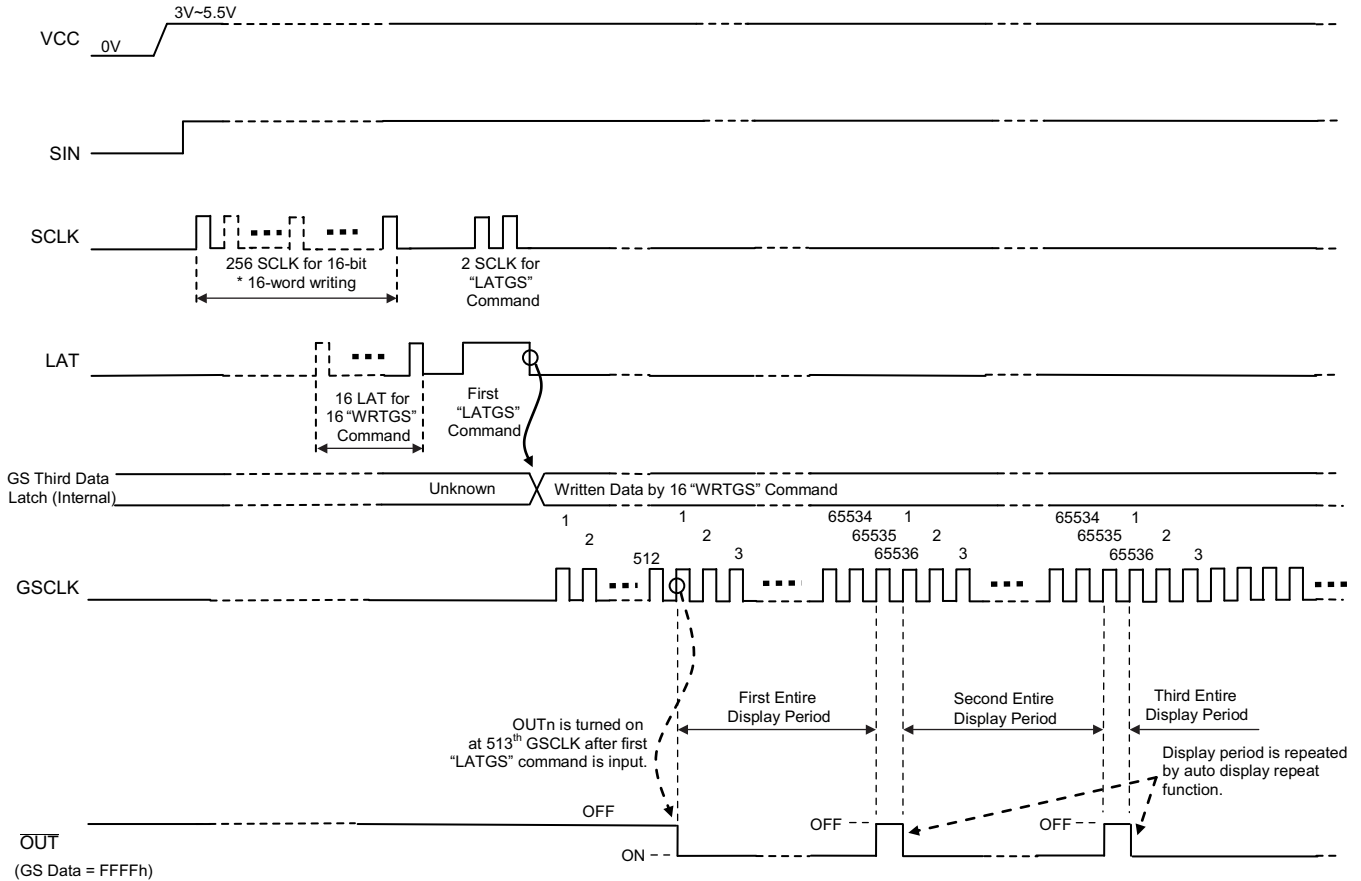 3V~5.5V
VCC
0V
SIN
SCLK
256 SCLK for 16-bit
* 16-word writing
2 SCLK for
“LATGS”
Command
LAT
16 LAT for
16 “WRTGS”
Command
First
“LATGS”
Command
GS Third Data
Latch (Internal)
Unknown
Written Data by 16 “WRTGS” Command
1
2
512
1
2
3
65534
65535
65536
1
2
3
65534
65535
65536
1
2
3
GSCLK
First Entire
Display Period
Second Entire
Display Period
Third Entire
Display Period
OUTn is turned on
at 513th GSCLK after first
“LATGS” command is input.
Display period is repeated
by auto display repeat
function.
OFF
OFF
OFF
OUT
ON
(GS Data = FFFFh)